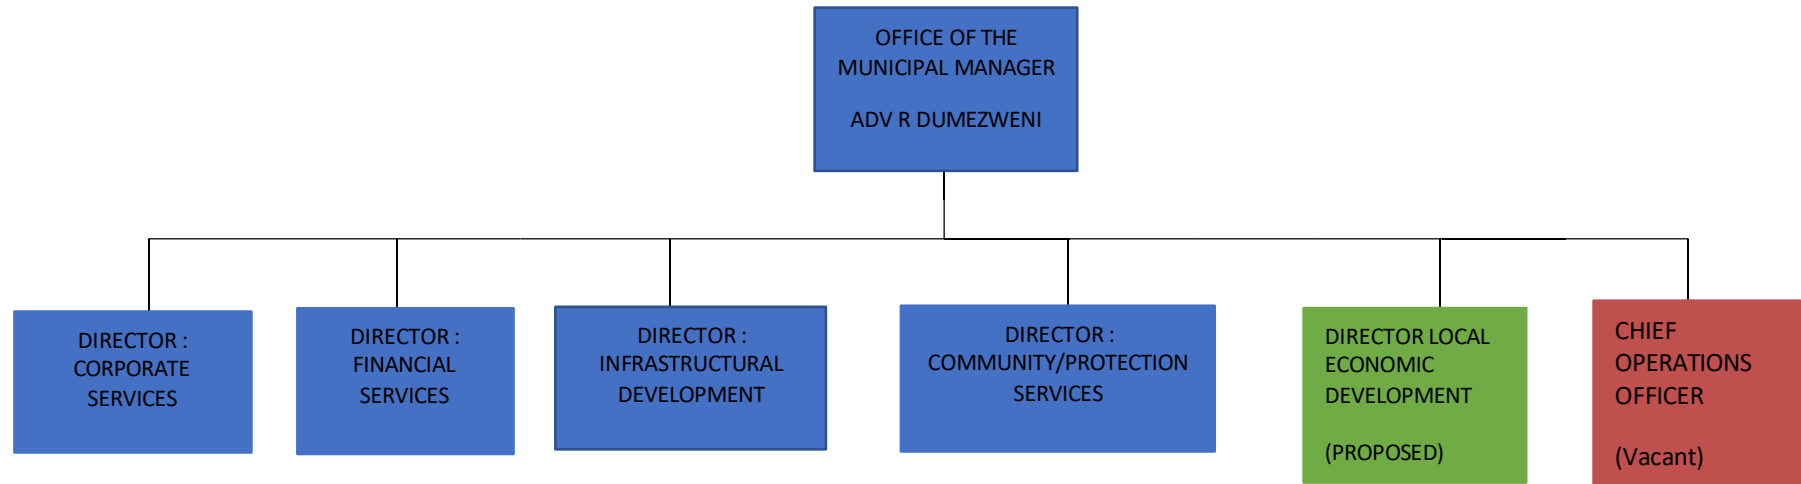 OFFICE OF THE
MUNICIPAL MANAGER
ADV R DUMEZWENI
DIRECTOR :
CORPORATE
SERVICES
DIRECTOR :
FINANCIAL
SERVICES
DIRECTOR :
INFRASTRUCTURAL
DEVELOPMENT
DIRECTOR :
COMMUNITY/PROTECTION
SERVICES
DIRECTOR LOCAL
ECONOMIC
DEVELOPMENT
(PROPOSED)
CHIEF
OPERATIONS
OFFICER
(Vacant)